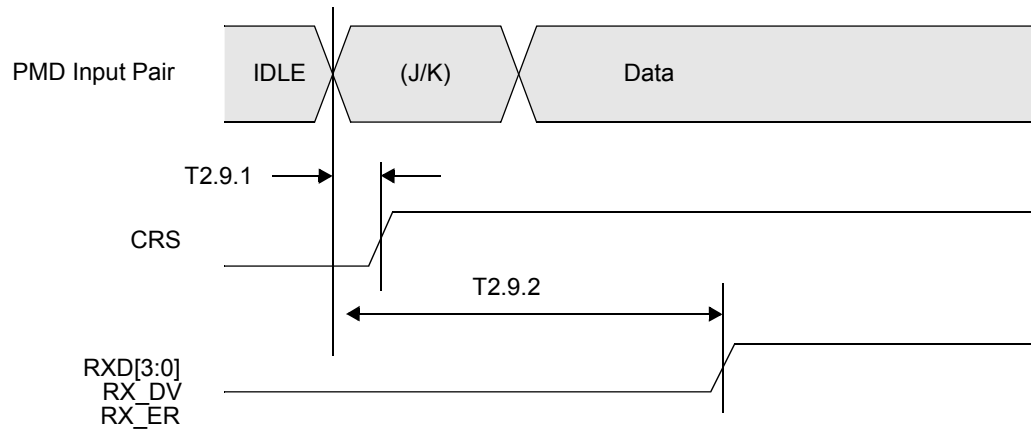 PMD Input Pair
IDLE
(J/K)
Data
T2.9.1
CRS
T2.9.2
RXD[3:0]
RX_DV
RX_ER